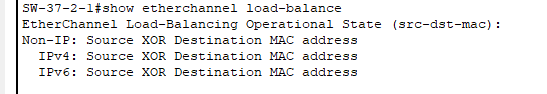 SW-37-2-1#show etherchannel load-balance
EtherChannel Load-Balancing Operational State (src-dst-mac):
Non-IP: Source XOR Destination MAC address
  IPv4: Source XOR Destination MAC address
  IPv6: Source XOR Destination MAC address